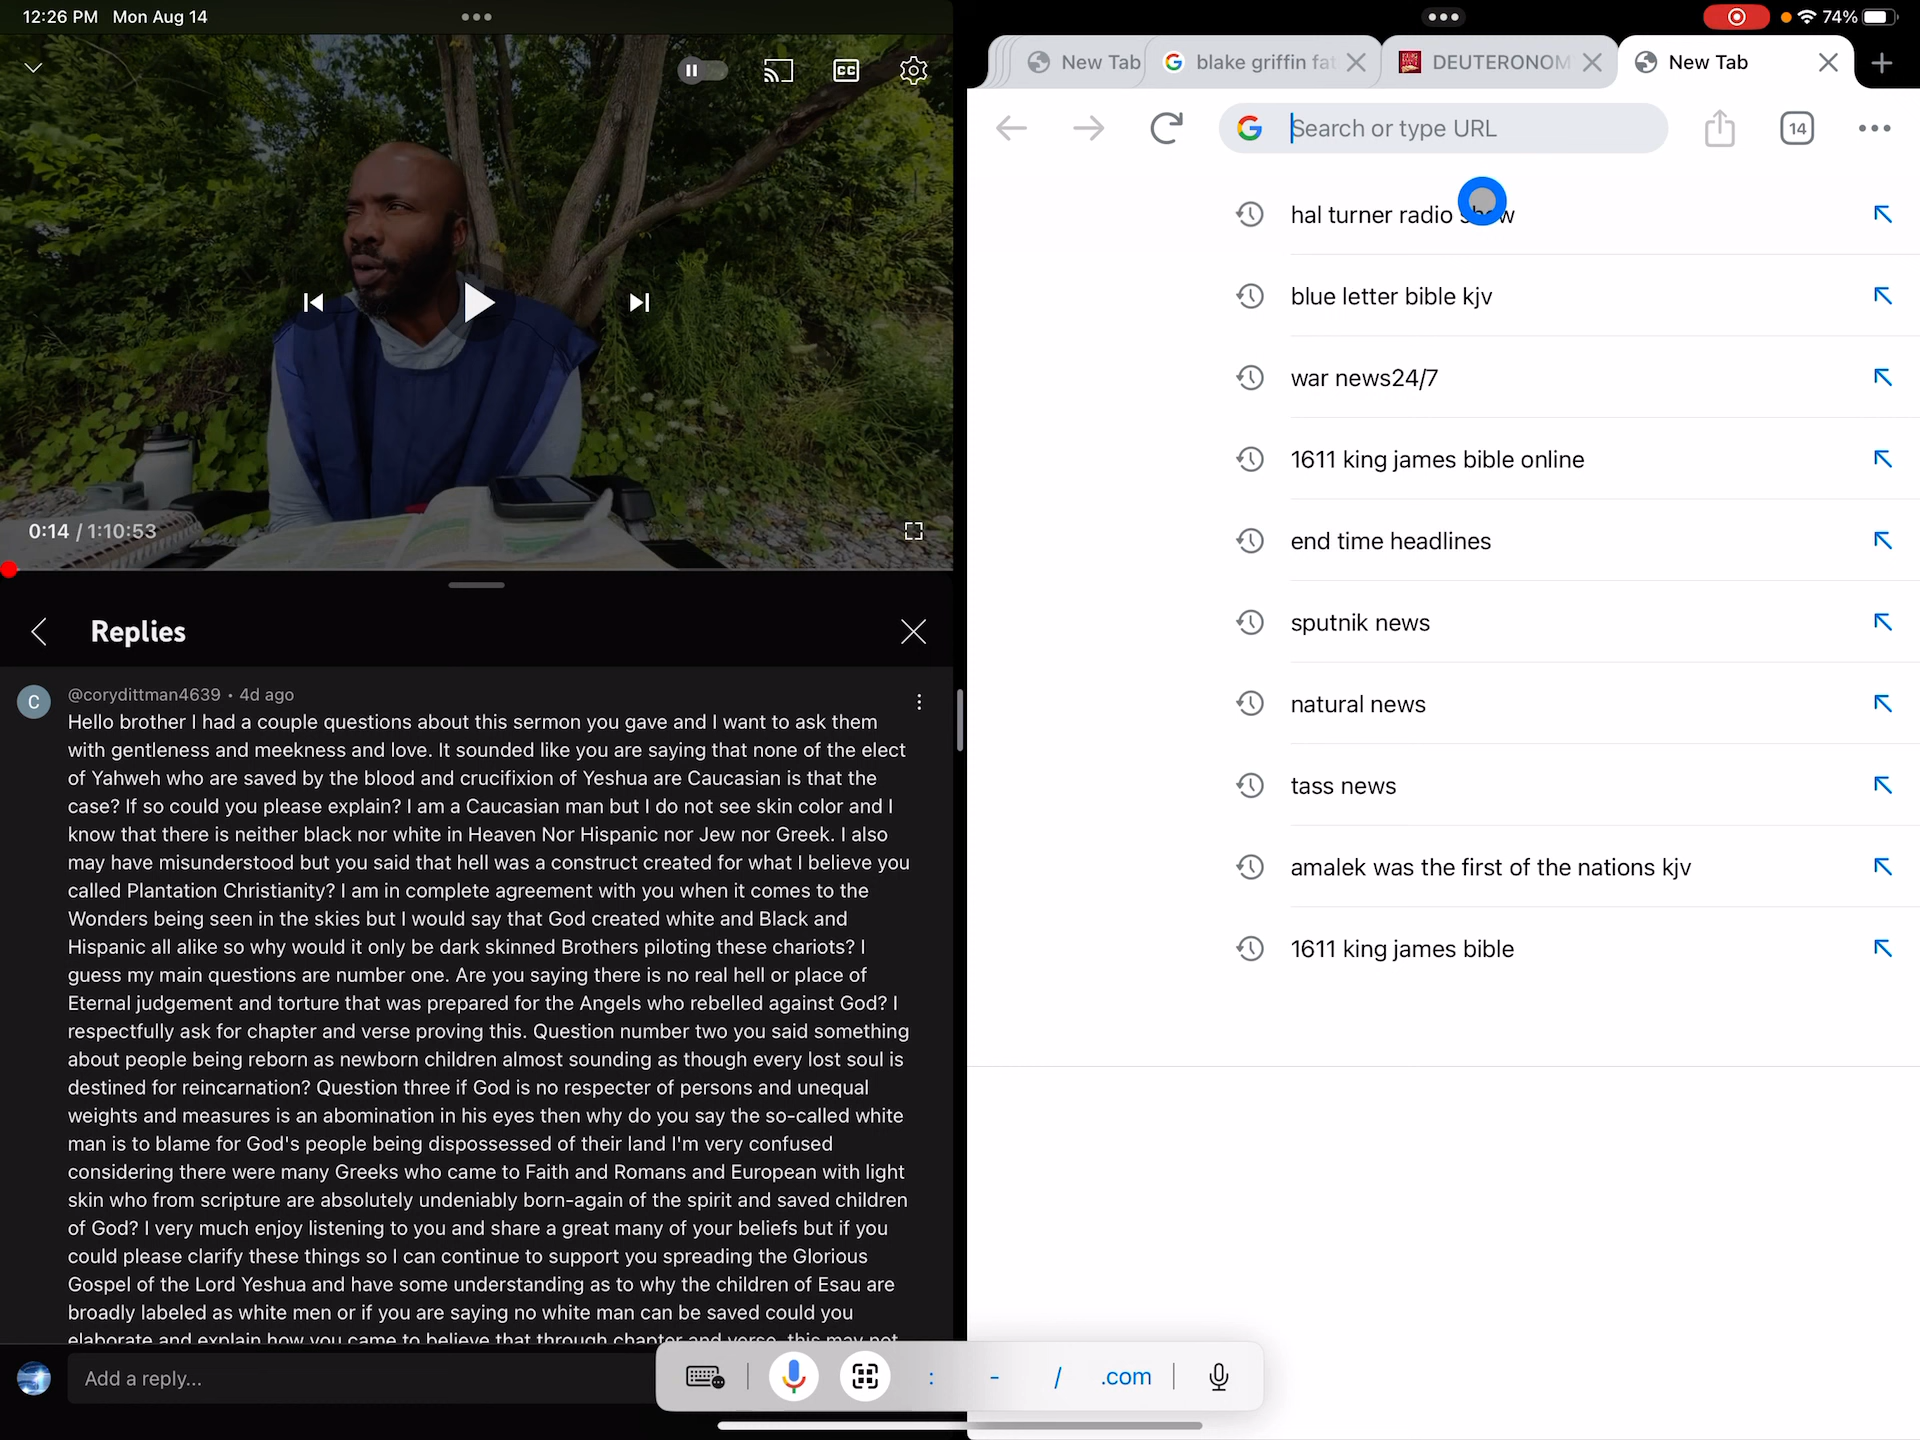 12:26 PM Mon Aug 14
74%
New Tab
blake griffin fat
DEUTERONOM
New Tab
Search or type URL
14
CC
0:14 / 1:10:53
Replies
C
@corydittman4639 • 4d ago
Hello brother I had a couple questions about this sermon you gave and I want to ask them
with gentleness and meekness and love. It sounded like you are saying that none of the elect
of Yahweh who are saved by the blood and crucifixion of Yeshua are Caucasian is that the
case? If so could you please explain? I am a Caucasian man but I do not see skin color and I
know that there is neither black nor white in Heaven Nor Hispanic nor Jew nor Greek. I also
may have misunderstood but you said that hell was a construct created for what I believe you
called Plantation Christianity? I am in complete agreement with you when it comes to the
Wonders being seen in the skies but I would say that God created white and Black and
Hispanic all alike so why would it only be dark skinned Brothers piloting these chariots? I
guess my main questions are number one. Are you saying there is no real hell or place of
Eternal judgement and torture that was prepared for the Angels who rebelled against God? I
respectfully ask for chapter and verse proving this. Question number two you said something
about people being reborn as newborn children almost sounding as though every lost soul is
destined for reincarnation? Question three if God is no respecter of persons and unequal
weights and measures is an abomination in his eyes then why do you say the so-called white
man is to blame for God's people being dispossessed of their land I'm very confused
considering there were many Greeks who came to Faith and Romans and European with light
skin who from scripture are absolutely undeniably born-again of the spirit and saved children
of God? I very much enjoy listening to you and share a great many of your beliefs but if you
could please clarify these things so I can continue to support you spreading the Glorious
Gospel of the Lord Yeshua and have some understanding as to why the children of Esau are
broadly labeled as white men or if you are saying no white man can be saved could you
elaborate and explain how you came to believe that through chapter and verse, this may not
Add a reply...
hal turner radio show
blue letter bible kjv
war news24/7
1611 king james bible online
end time headlines
sputnik news
natural news
tass news
amalek was the first of the nations kjv
1611 king james bible
: - / .com